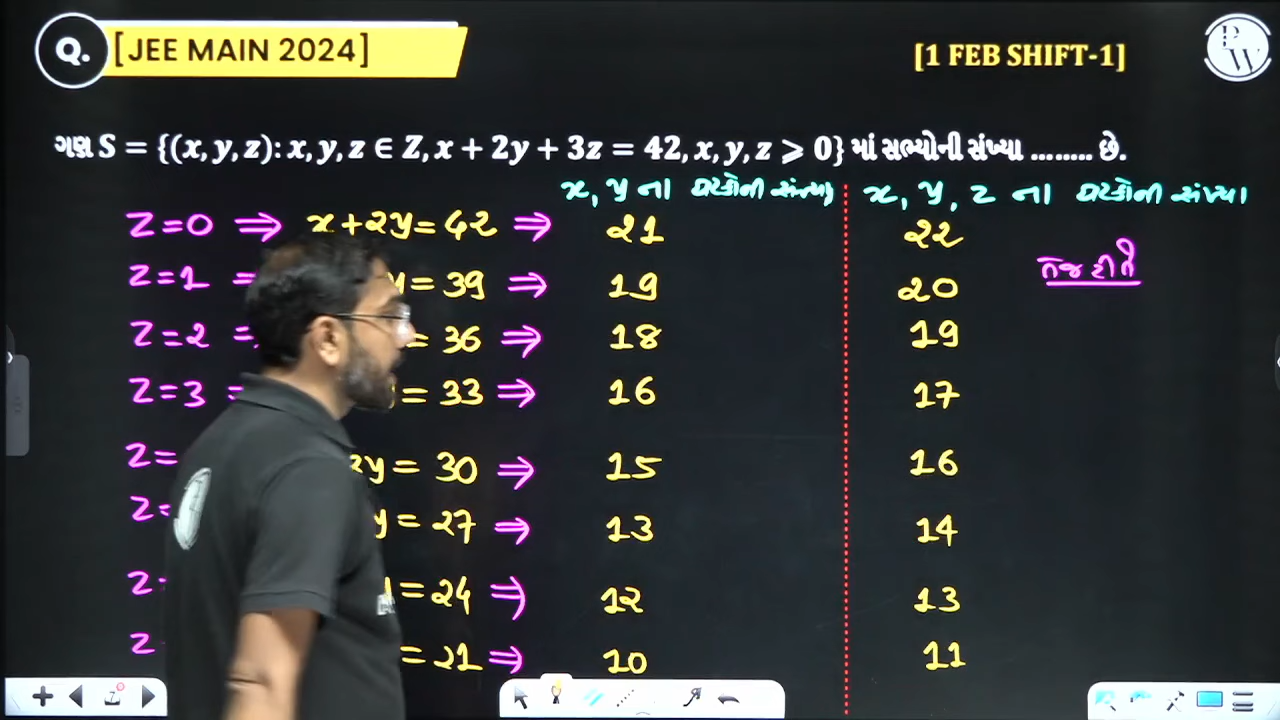 Q. [JEE MAIN 2024] [1 FEB SHIFT-1]
ગણ S = {(x, y, z): x, y, z ∈ Z, x + 2y + 3z = 42, x, y, z ⩾ 0} માં સભ્યોની સંખ્યા ........ છે.
x, y ના ઘટકોની સંખ્યા x, y, z ના ઘટકોની સંખ્યા
Z=0 ⇒ x+2y=42 ⇒ 21 22
તેજ રીતે
Z=1 = y=39 ⇒ 19 20
Z=2 = = 36 ⇒ 18 19
Z=3 = = 33 ⇒ 16 17
Z= 2y= 30 ⇒ 15 16
Z= y = 27 ⇒ 13 14
Z = 24 ⇒ 12 13
Z = 21 ⇒ 10 11